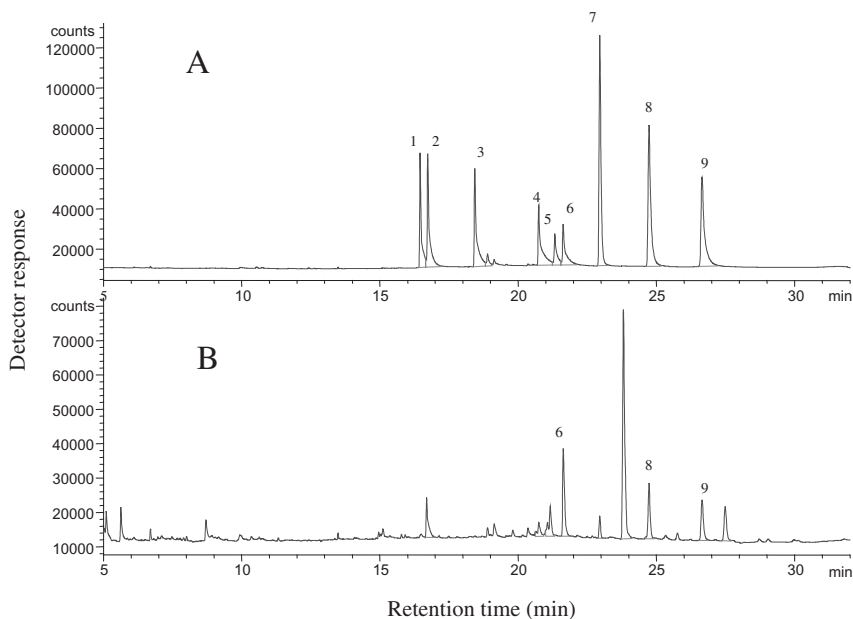 counts
120000
100000
80000
60000
40000
20000
A
1 2 3 4 5 6 7 8 9
5 10 15 20 25 30 min
Detector response
counts
70000
60000
50000
40000
30000
20000
10000
B
6 8 9
5 10 15 20 25 30 min
Retention time (min)